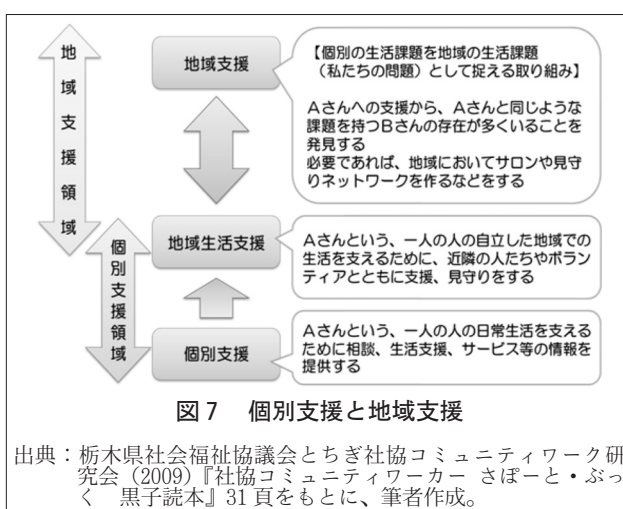 地域支援領域
個別支援領域
地域支援
【個別の生活課題を地域の生活課題
（私たちの問題）として捉える取り組み】
Aさんへの支援から、Aさんと同じような
課題を持つBさんの存在が多くいることを
発見する
必要であれば、地域においてサロンや見守
りネットワークを作るなどをする
地域生活支援
Aさんという、一人の人の自立した地域での
生活を支えるために、近隣の人たちやボラン
ティアとともに支援、見守りをする
個別支援
Aさんという、一人の人の日常生活を支える
ために相談、生活支援、サービス等の情報を
提供する
図7　個別支援と地域支援
出典：栃木県社会福祉協議会とちぎ社協コミュニティワーク研
究会（2009）『社協コミュニティワーカー さぽーと・ぶっ
く　黒子読本』31頁をもとに、筆者作成。